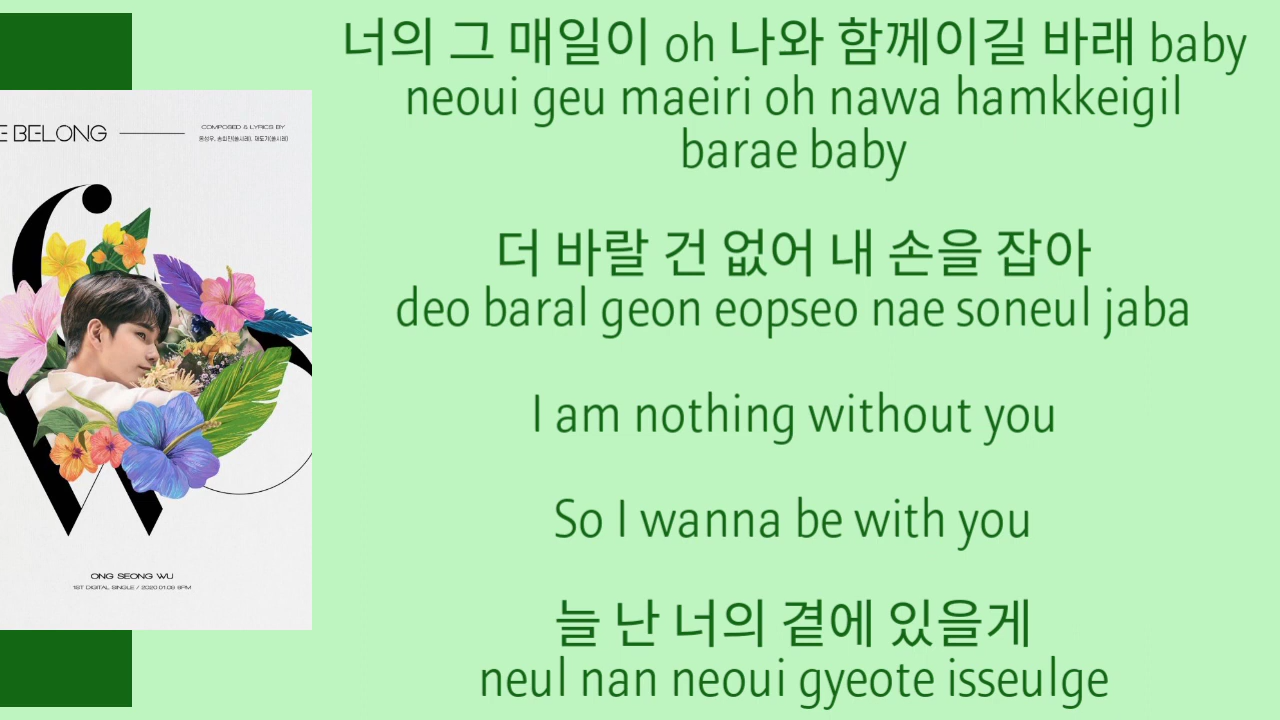 E BELONG
COMPOSED & LYRICS BY
너의 그 매일이 oh 나와 함께이길 바래 baby
neoui geu maeiri oh nawa hamkkeigil
barae baby
더 바랄 건 없어 내 손을 잡아
deo baral geon eopseo nae soneul jaba
I am nothing without you
So I wanna be with you
늘 난 너의 곁에 있을게
neul nan neoui gyeote isseulge
ONG SEONG WU
1ST DIGITAL SINGLE / 2020.01.08 6PM